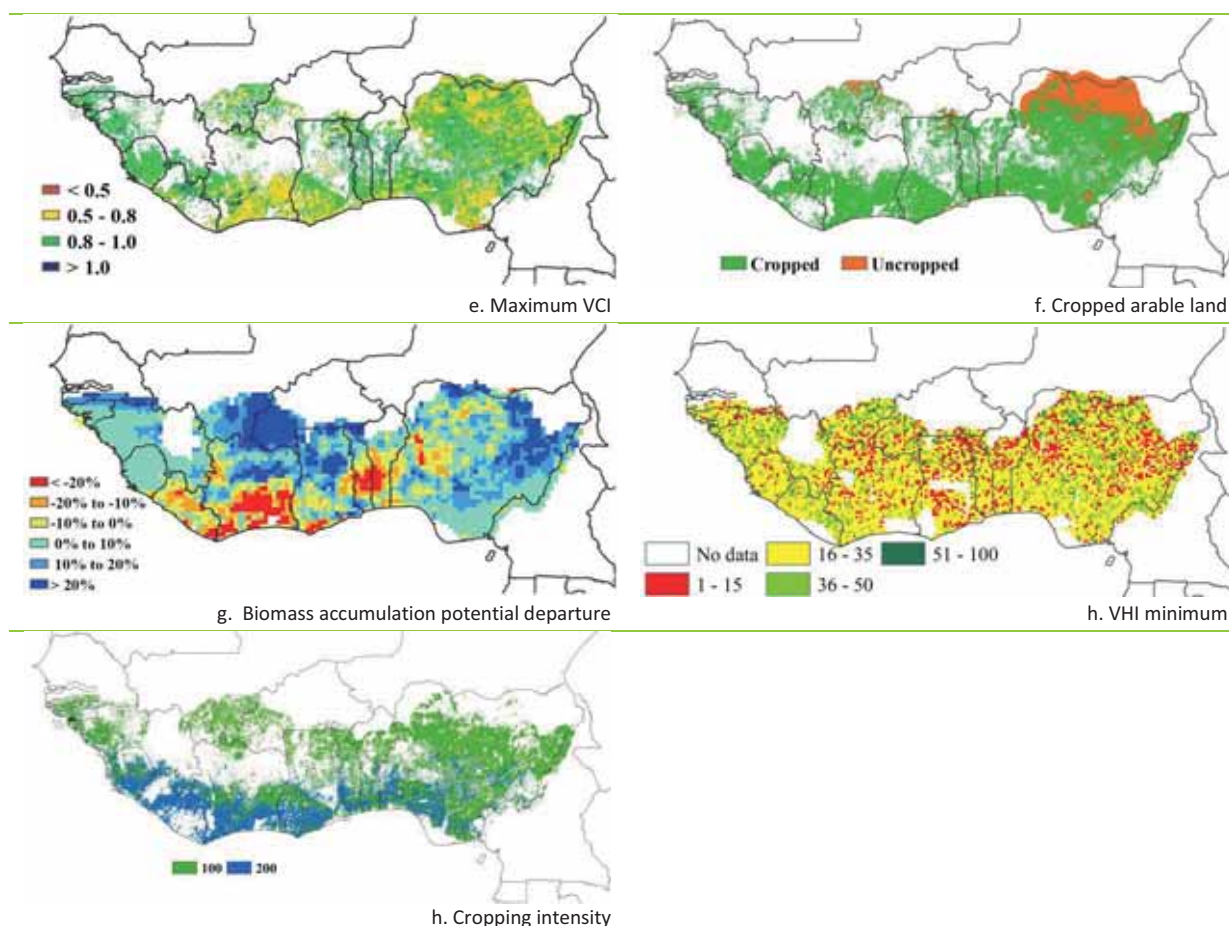 < 0.5
0.5 - 0.8
0.8 - 1.0
> 1.0
e. Maximum VCI
Cropped Uncropped
f. Cropped arable land
< -20%
-20% to -10%
-10% to 0%
0% to 10%
10% to 20%
> 20%
g. Biomass accumulation potential departure
No data 16 - 35 51 - 100
1 - 15 36 - 50
h. VHI minimum
100 200
h. Cropping intensity